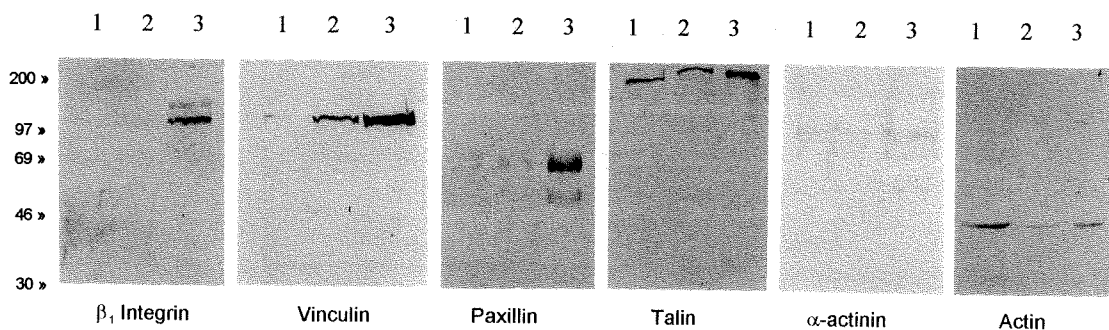 1 2 3 1 2 3 1 2 3 1 2 3 1 2 3 1 2 3
200 »
97 »
69 »
46 »
30 »
β₁ Integrin Vinculin Paxillin Talin α-actinin Actin